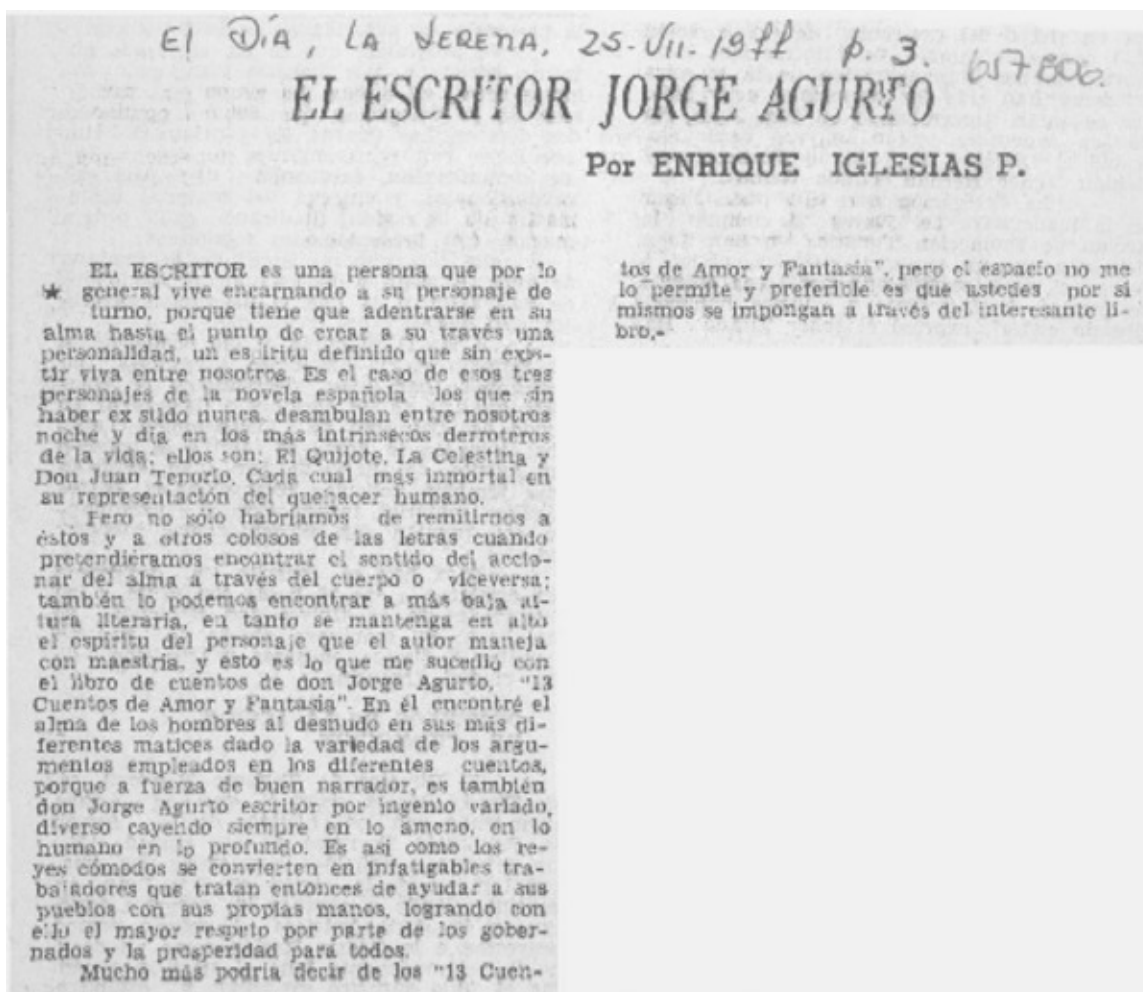 El Día, La Serena, 25-VII-1977 p. 3
657806.
EL ESCRITOR JORGE AGURTO
Por ENRIQUE IGLESIAS P.
EL ESCRITOR es una persona que por lo
★ general vive encarnando a su personaje de
turno, porque tiene que adentrarse en su
alma hasta el punto de crear a su través una
personalidad, un espíritu definido que sin exis-
tir viva entre nosotros. Es el caso de esos tres
personajes de la novela española los que sin
haber existido nunca deambulan entre nosotros
noche y día en los más intrínsecos derroteros
de la vida; ellos son: El Quijote, La Celestina y
Don Juan Tenorio. Cada cual más inmortal en
su representación del quehacer humano.
Pero no sólo habríamos de remitirnos a
éstos y a otros colosos de las letras cuando
pretendiéramos encontrar el sentido del accio-
nar del alma a través del cuerpo o viceversa;
también lo podemos encontrar a más baja al-
tura literaria, en tanto se mantenga en alto
el espíritu del personaje que el autor maneja
con maestría, y esto es lo que me sucedió con
el libro de cuentos de don Jorge Agurto, "13
Cuentos de Amor y Fantasía". En él encontré el
alma de los hombres al desnudo en sus más di-
ferentes matices dado la variedad de los argu-
mentos empleados en los diferentes cuentos,
porque a fuerza de buen narrador, es también
don Jorge Agurto escritor por ingenio variado,
diverso cayendo siempre en lo ameno, en lo
humano en lo profundo. Es así como los re-
yes cómodos se convierten en infatigables tra-
bajadores que tratan entonces de ayudar a sus
pueblos con sus propias manos, logrando con
ello el mayor respeto por parte de los gober-
nados y la prosperidad para todos.
Mucho más podría decir de los "13 Cuen-
tos de Amor y Fantasía", pero el espacio no me
lo permite y preferible es que ustedes por si
mismos se impongan a través del interesante li-
bro.-